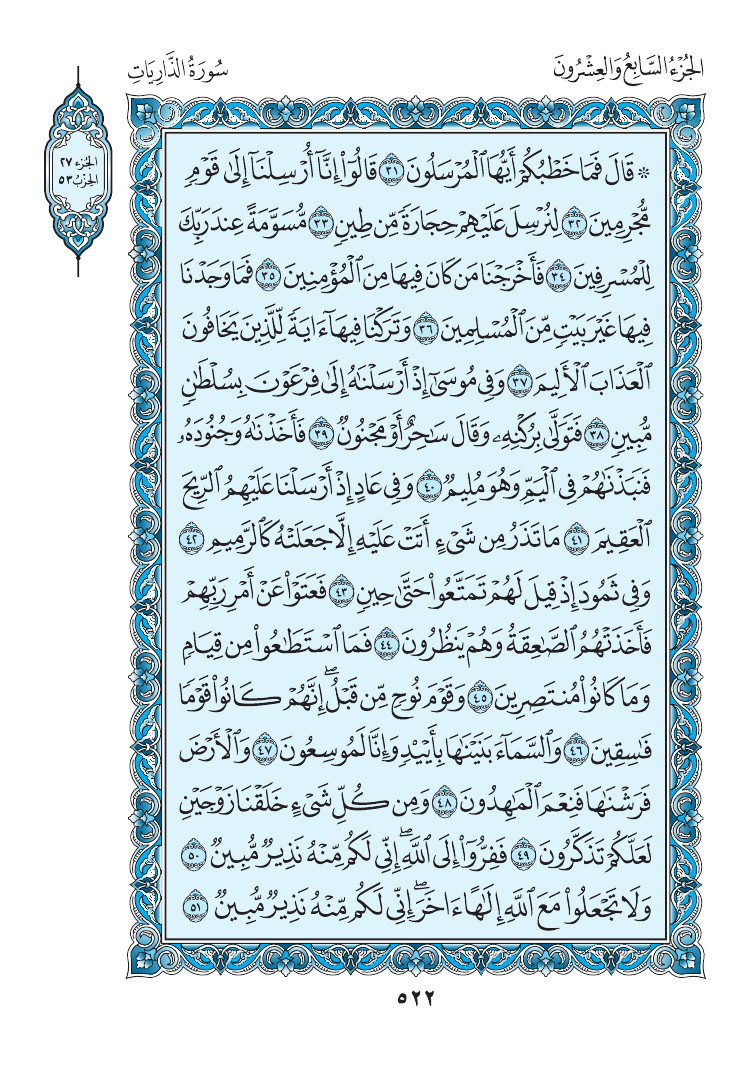 الجُزْءُ السَّابِعُ وَالعِشْرُونَ
سُورَةُ الذَّارِيَات
الجُزء ٢٧
الحِزْبُ ٥٣
۞ قَالَ فَمَا خَطْبُكُمْ أَيُّهَا ٱلْمُرْسَلُونَ ٣١ قَالُوٓا۟ إِنَّآ أُرْسِلْنَآ إِلَىٰ قَوْمٍ
مُّجْرِمِينَ ٣٢ لِنُرْسِلَ عَلَيْهِمْ حِجَارَةً مِّن طِينٍ ٣٣ مُّسَوَّمَةً عِندَ رَبِّكَ
لِلْمُسْرِفِينَ ٣٤ فَأَخْرَجْنَا مَن كَانَ فِيهَا مِنَ ٱلْمُؤْمِنِينَ ٣٥ فَمَا وَجَدْنَا
فِيهَا غَيْرَ بَيْتٍ مِّنَ ٱلْمُسْلِمِينَ ٣٦ وَتَرَكْنَا فِيهَآ ءَايَةً لِّلَّذِينَ يَخَافُونَ
ٱلْعَذَابَ ٱلْأَلِيمَ ٣٧ وَفِى مُوسَىٰٓ إِذْ أَرْسَلْنَٰهُ إِلَىٰ فِرْعَوْنَ بِسُلْطَٰنٍ
مُّبِينٍ ٣٨ فَتَوَلَّىٰ بِرُكْنِهِۦ وَقَالَ سَٰحِرٌ أَوْ مَجْنُونٌ ٣٩ فَأَخَذْنَٰهُ وَجُنُودَهُۥ
فَنَبَذْنَٰهُمْ فِى ٱلْيَمِّ وَهُوَ مُلِيمٌ ٤٠ وَفِى عَادٍ إِذْ أَرْسَلْنَا عَلَيْهِمُ ٱلرِّيحَ
ٱلْعَقِيمَ ٤١ مَا تَذَرُ مِن شَىْءٍ أَتَتْ عَلَيْهِ إِلَّا جَعَلَتْهُ كَٱلرَّمِيمِ ٤٢
وَفِى ثَمُودَ إِذْ قِيلَ لَهُمْ تَمَتَّعُوا۟ حَتَّىٰ حِينٍ ٤٣ فَعَتَوْا۟ عَنْ أَمْرِ رَبِّهِمْ
فَأَخَذَتْهُمُ ٱلصَّٰعِقَةُ وَهُمْ يَنظُرُونَ ٤٤ فَمَا ٱسْتَطَٰعُوا۟ مِن قِيَامٍ
وَمَا كَانُوا۟ مُنتَصِرِينَ ٤٥ وَقَوْمَ نُوحٍ مِّن قَبْلُ ۖ إِنَّهُمْ كَانُوا۟ قَوْمًا
فَٰسِقِينَ ٤٦ وَٱلسَّمَآءَ بَنَيْنَٰهَا بِأَيْي۟دٍ وَإِنَّا لَمُوسِعُونَ ٤٧ وَٱلْأَرْضَ
فَرَشْنَٰهَا فَنِعْمَ ٱلْمَٰهِدُونَ ٤٨ وَمِن كُلِّ شَىْءٍ خَلَقْنَا زَوْجَيْنِ
لَعَلَّكُمْ تَذَكَّرُونَ ٤٩ فَفِرُّوٓا۟ إِلَى ٱللَّهِ ۖ إِنِّى لَكُم مِّنْهُ نَذِيرٌ مُّبِينٌ ٥٠
وَلَا تَجْعَلُوا۟ مَعَ ٱللَّهِ إِلَٰهًا ءَاخَرَ ۖ إِنِّى لَكُم مِّنْهُ نَذِيرٌ مُّبِينٌ ٥١
٥٢٢